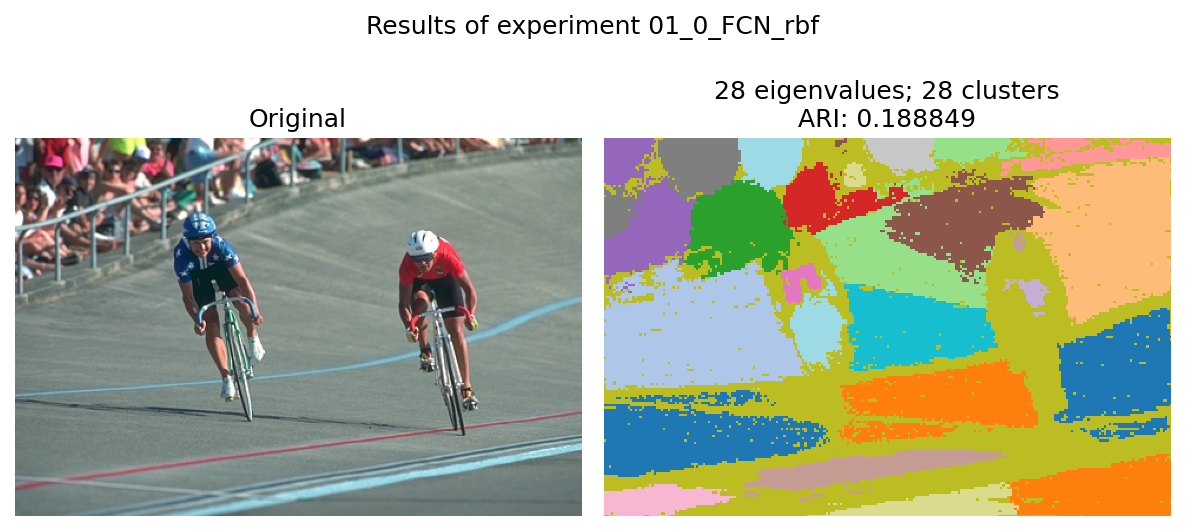 Results of experiment 01_0_FCN_rbf
Original
28 eigenvalues; 28 clusters
ARI: 0.188849